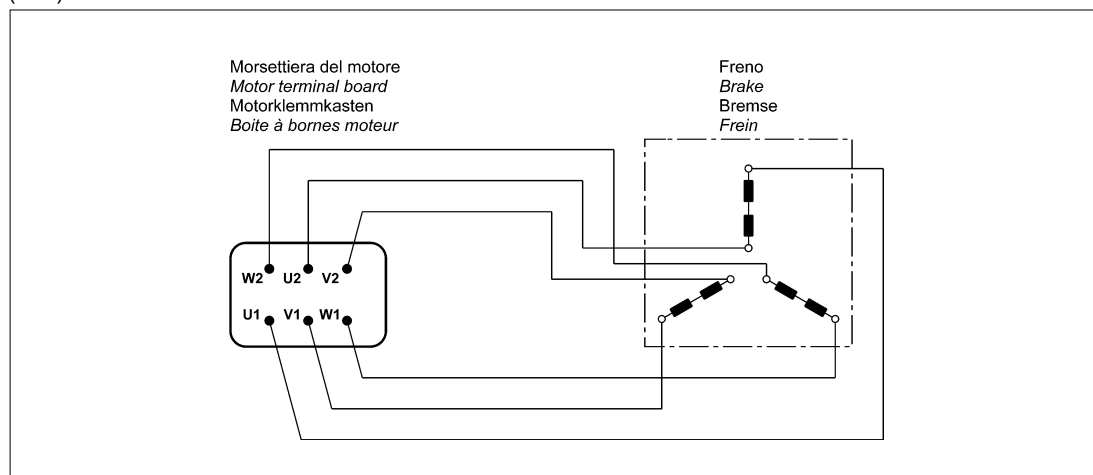 Morsettiera del motore
Motor terminal board
Motorklemmkasten
Boite à bornes moteur
Freno
Brake
Bremse
Frein
W2 U2 V2
U1 V1 W1